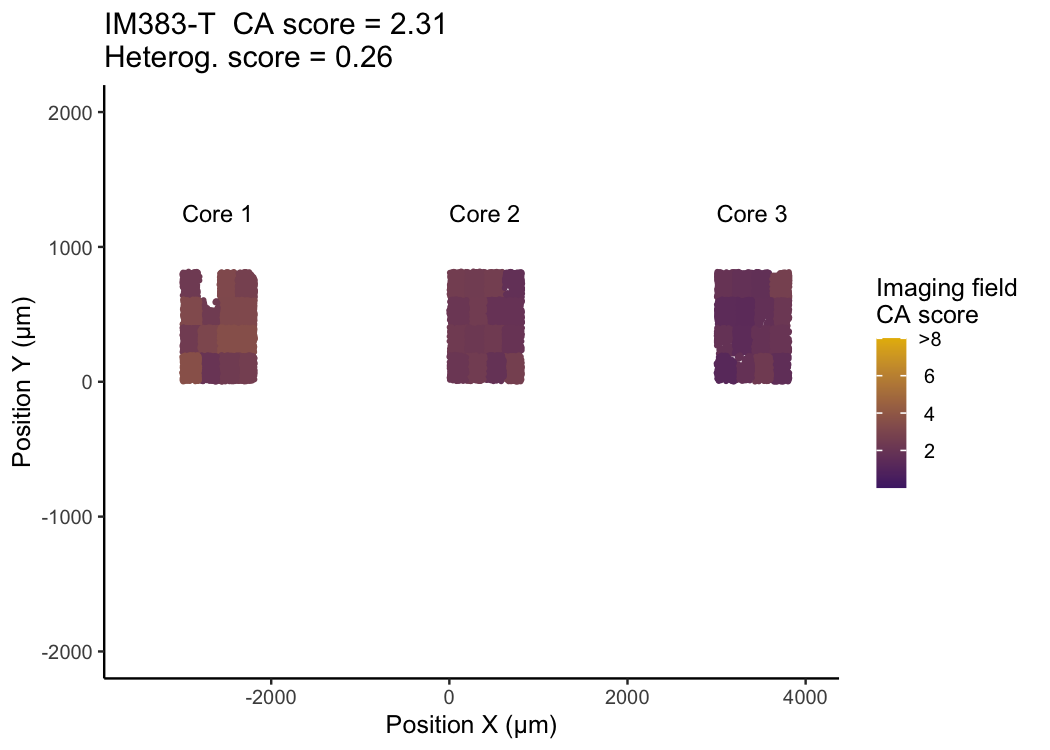 IM383-T  CA score = 2.31
Heterog. score = 0.26
2000
1000
0
-1000
-2000
Position Y (µm)
Core 1
Core 2
Core 3
Imaging field
CA score
>8
6
4
2
-2000
0
2000
4000
Position X (µm)